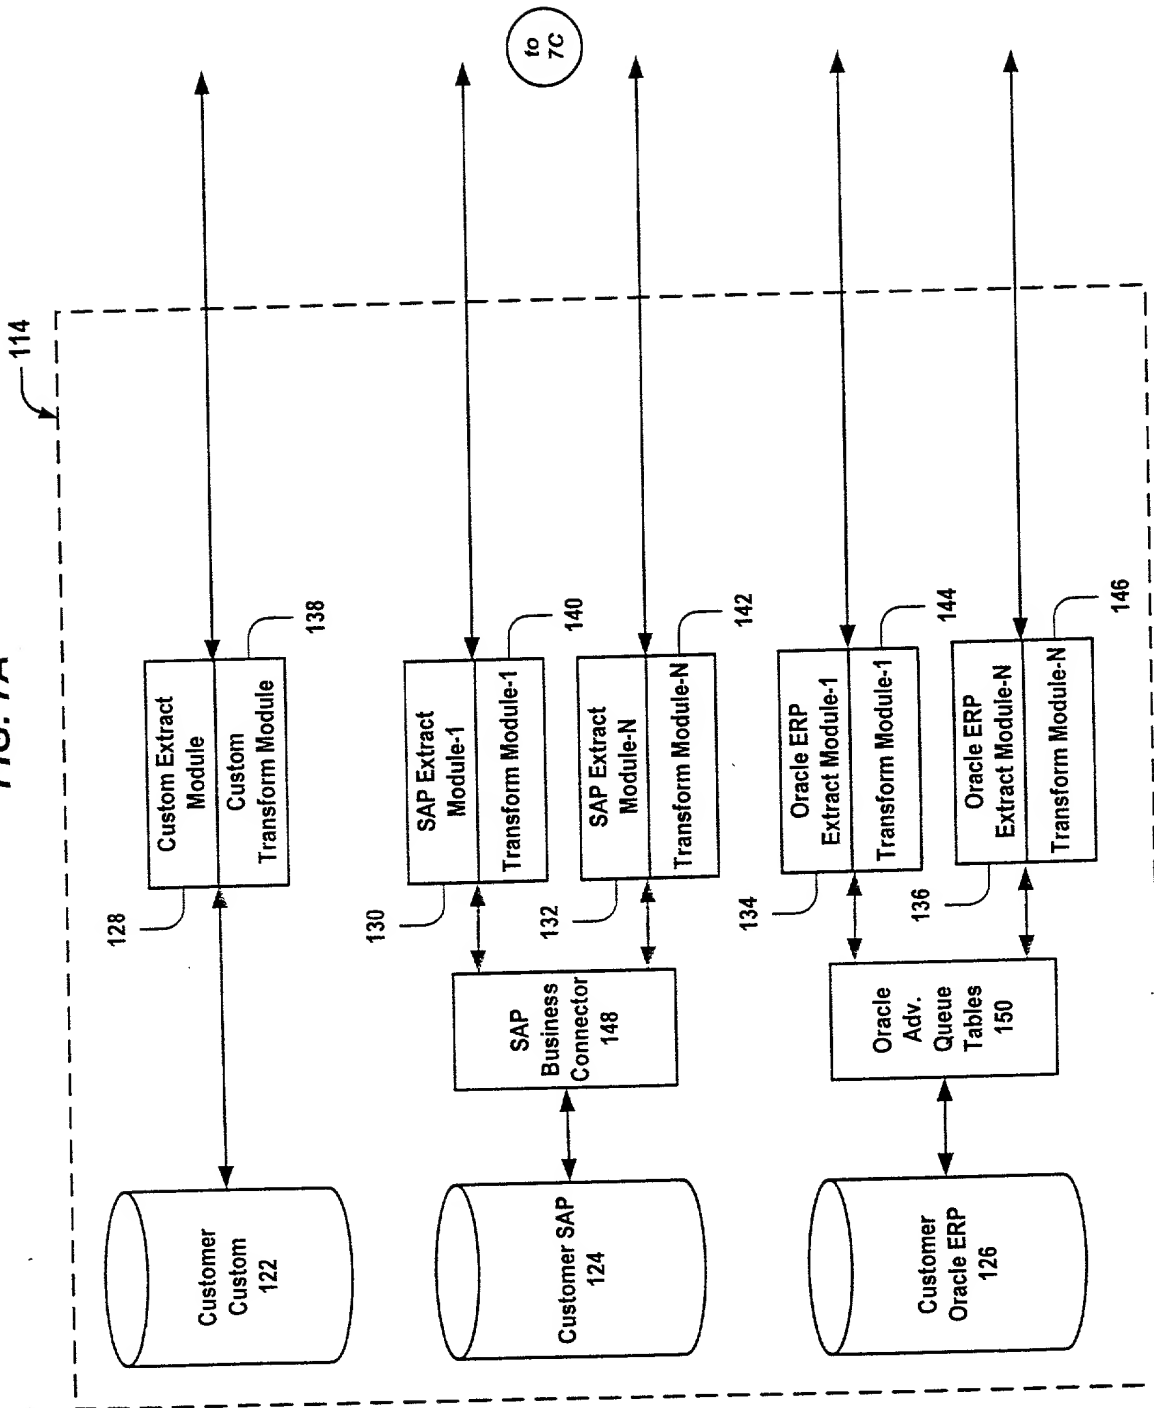 FIG. 7A
114
to
7C
Customer
Custom
122
128
Custom Extract
Module
Custom
Transform Module
138
Customer SAP
124
SAP
Business
Connector
148
130
SAP Extract
Module-1
Transform Module-1
140
132
SAP Extract
Module-N
Transform Module-N
142
Customer
Oracle ERP
126
Oracle
Adv.
Queue
Tables
150
134
Oracle ERP
Extract Module-1
Transform Module-1
144
136
Oracle ERP
Extract Module-N
Transform Module-N
146